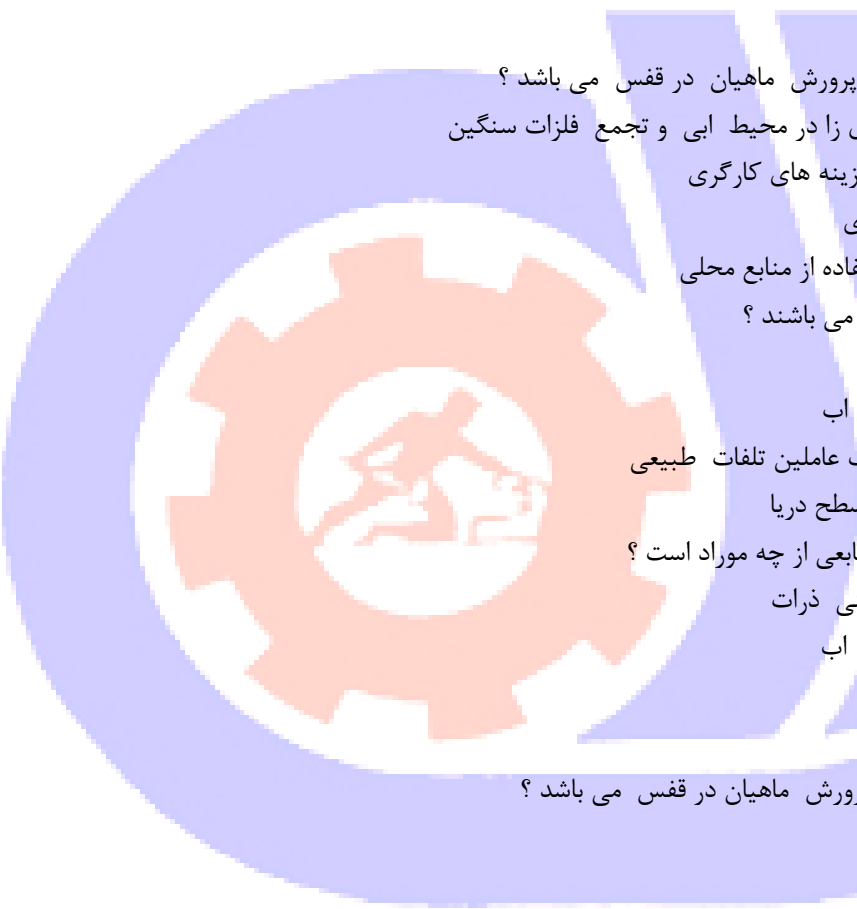 پرورش ماهیان در قفس می باشد ؟
زا در محیط ابی و تجمع فلزات سنگین
زینه های کارگری
ی
اده از منابع محلی
می باشند ؟
اب
عاملین تلفات طبیعی
سطح دریا
ابعی از چه موراد است ؟
ی ذرات
اب
رورش ماهیان در قفس می باشد ؟